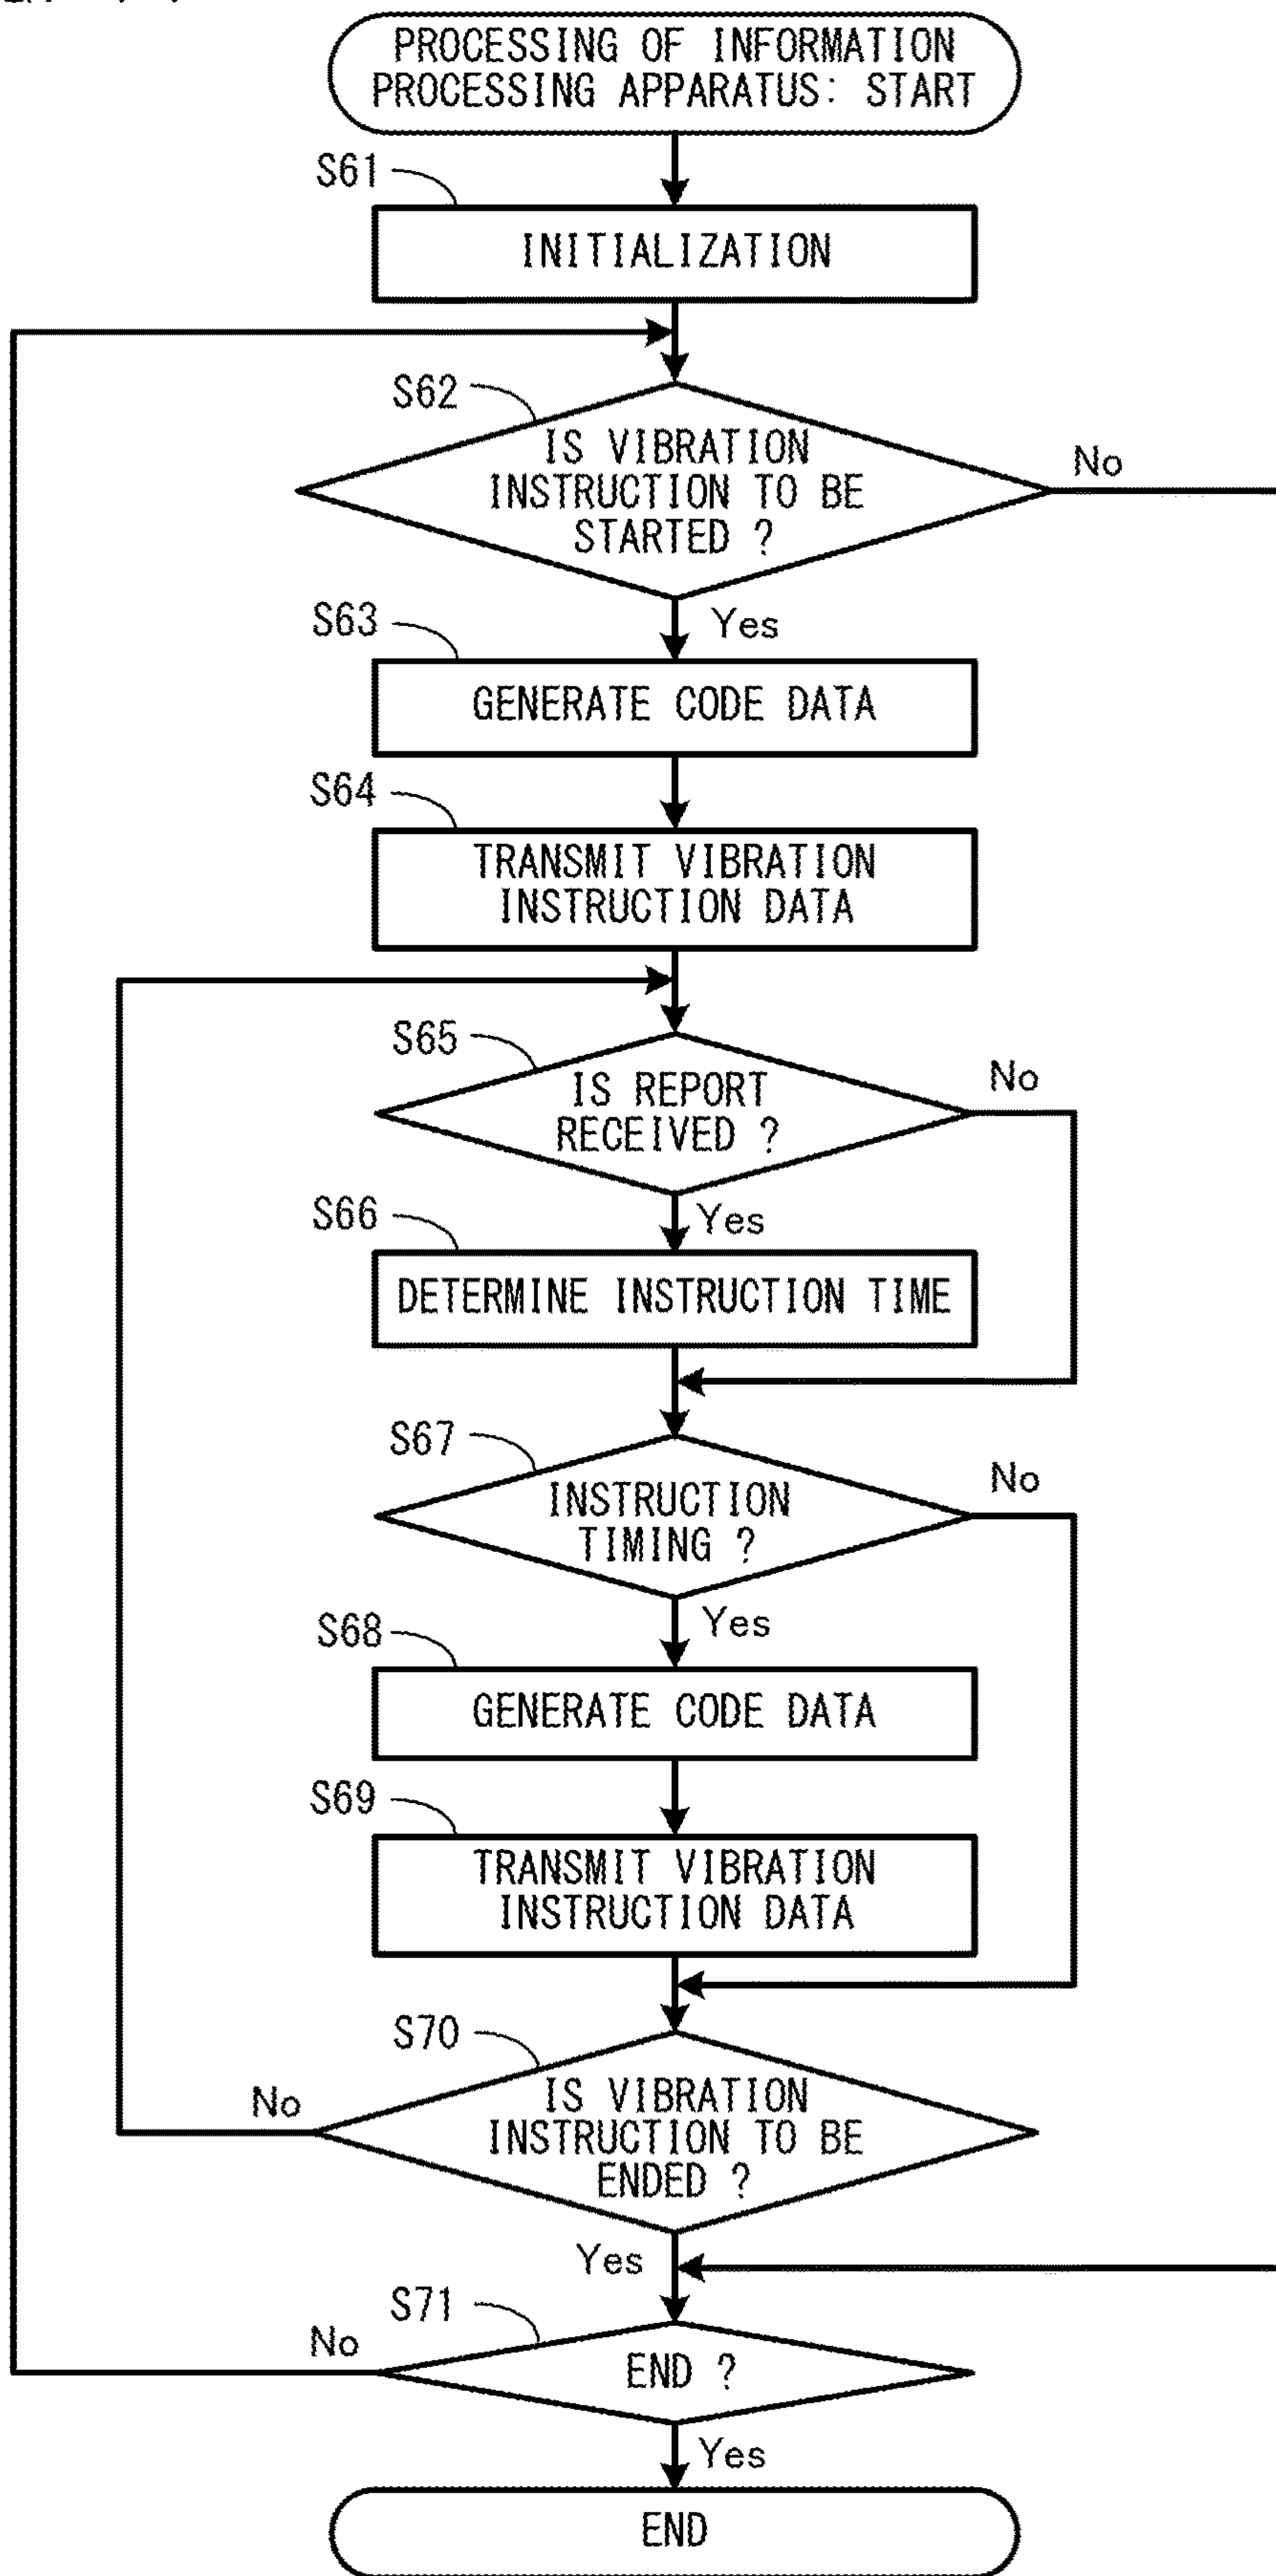 PROCESSING OF INFORMATION
PROCESSING APPARATUS: START
S61
INITIALIZATION
S62
IS VIBRATION
INSTRUCTION TO BE
STARTED ?
No
Yes
S63
GENERATE CODE DATA
S64
TRANSMIT VIBRATION
INSTRUCTION DATA
S65
IS REPORT
RECEIVED ?
No
Yes
S66
DETERMINE INSTRUCTION TIME
S67
INSTRUCTION
TIMING ?
No
Yes
S68
GENERATE CODE DATA
S69
TRANSMIT VIBRATION
INSTRUCTION DATA
S70
IS VIBRATION
INSTRUCTION TO BE
ENDED ?
No
Yes
S71
END ?
No
Yes
END